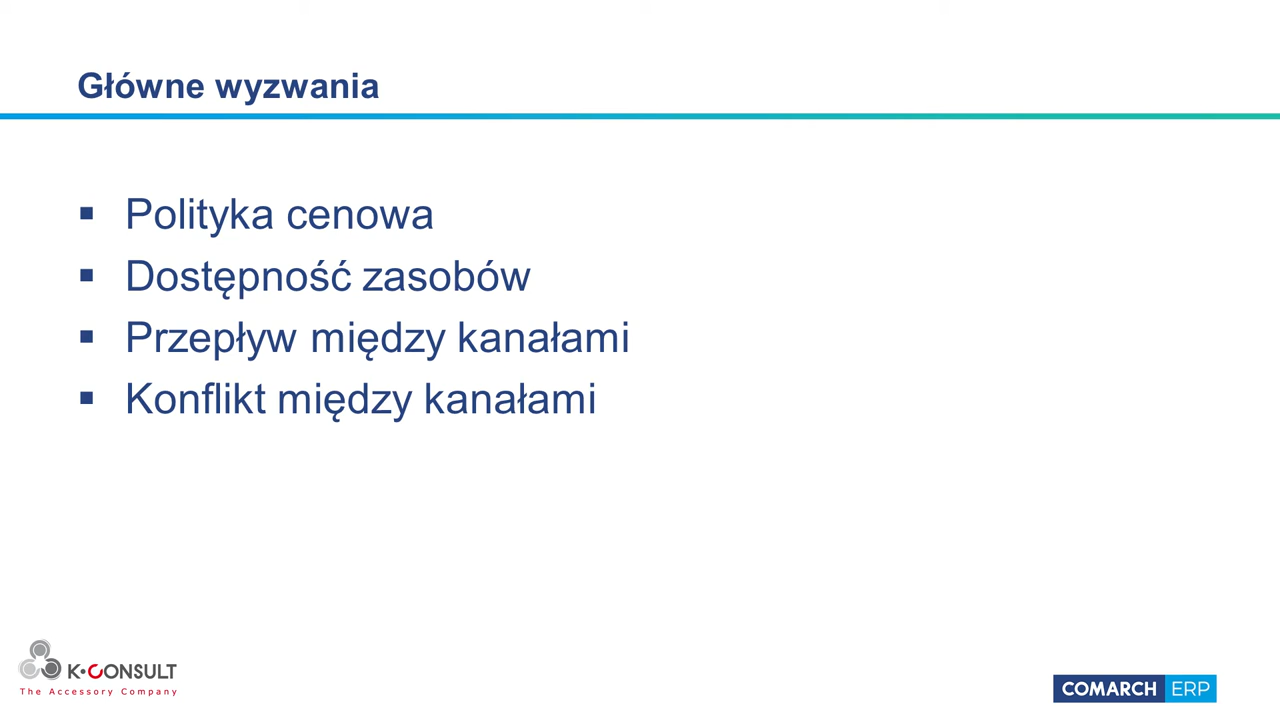 Główne wyzwania
▪ Polityka cenowa
▪ Dostępność zasobów
▪ Przepływ między kanałami
▪ Konflikt między kanałami
K·CONSULT
The Accessory Company
COMARCH ERP